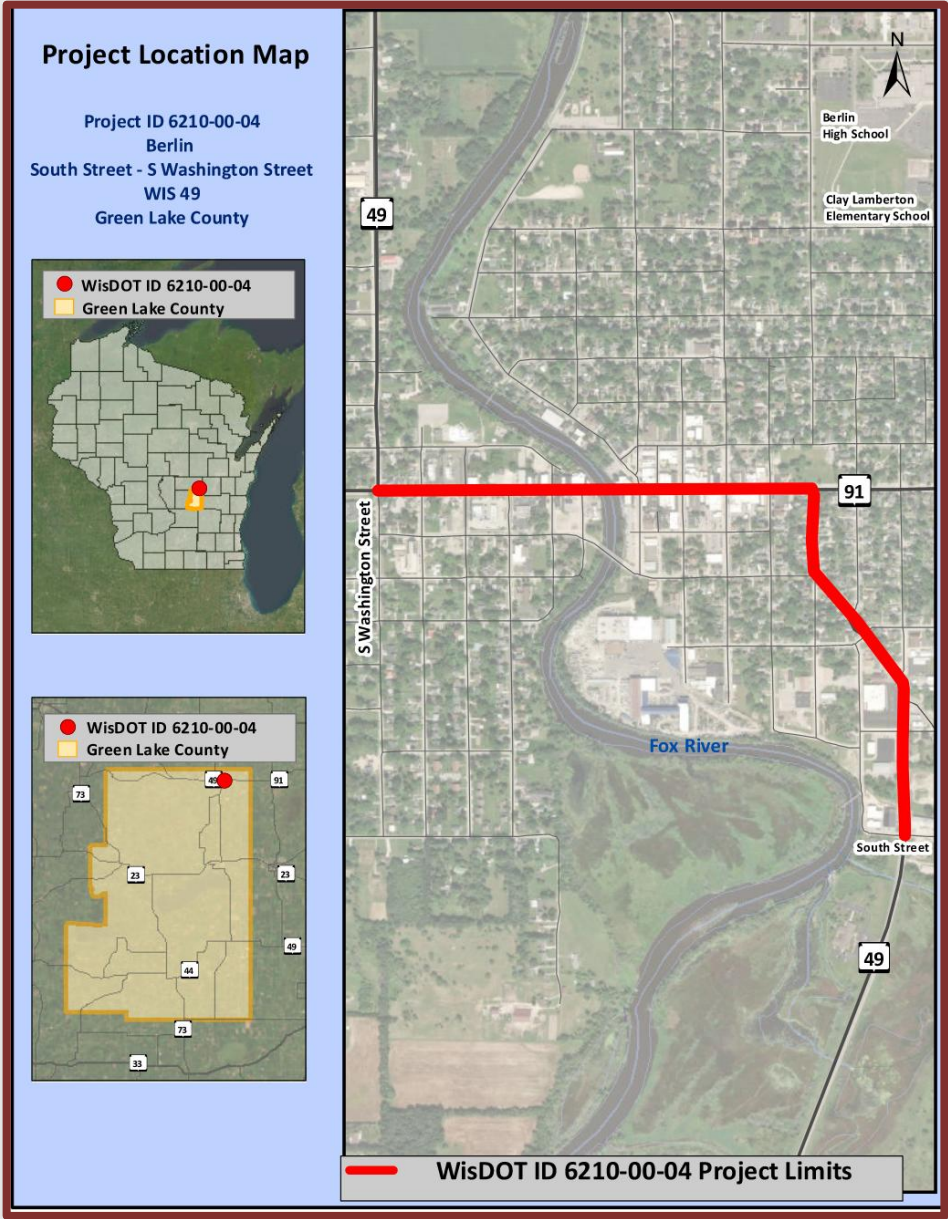 Project Location Map
Project ID 6210-00-04
Berlin
South Street - S Washington Street
WIS 49
Green Lake County
WisDOT ID 6210-00-04
Green Lake County
WisDOT ID 6210-00-04
Green Lake County
49
91
73
23
23
49
44
73
33
N
Berlin
High School
Clay Lamberton
Elementary School
49
91
S Washington Street
Fox River
South Street
49
WisDOT ID 6210-00-04 Project Limits